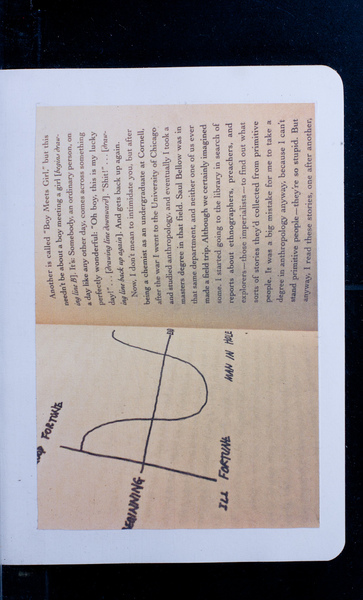 GOOD FORTUNE
BEGINNING
ILL FORTUNE
MAN IN HOLE
Another is called "Boy Meets Girl," but this
needn't be about a boy meeting a girl [begins draw-
ing line B]. It's: Somebody, an ordinary person, on
a day like any other day, comes across something
perfectly wonderful: "Oh boy, this is my lucky
day!" . . . [drawing line downward]. "Shit!" . . . [draw-
ing line back up again]. And gets back up again.
Now, I don't mean to intimidate you, but after
being a chemist as an undergraduate at Cornell,
after the war I went to the University of Chicago
and studied anthropology, and eventually I took a
masters degree in that field. Saul Bellow was in
that same department, and neither one of us ever
made a field trip. Although we certainly imagined
some. I started going to the library in search of
reports about ethnographers, preachers, and
explorers—those imperialists—to find out what
sorts of stories they'd collected from primitive
people. It was a big mistake for me to take a
degree in anthropology anyway, because I can't
stand primitive people—they're so stupid. But
anyway, I read these stories, one after another,